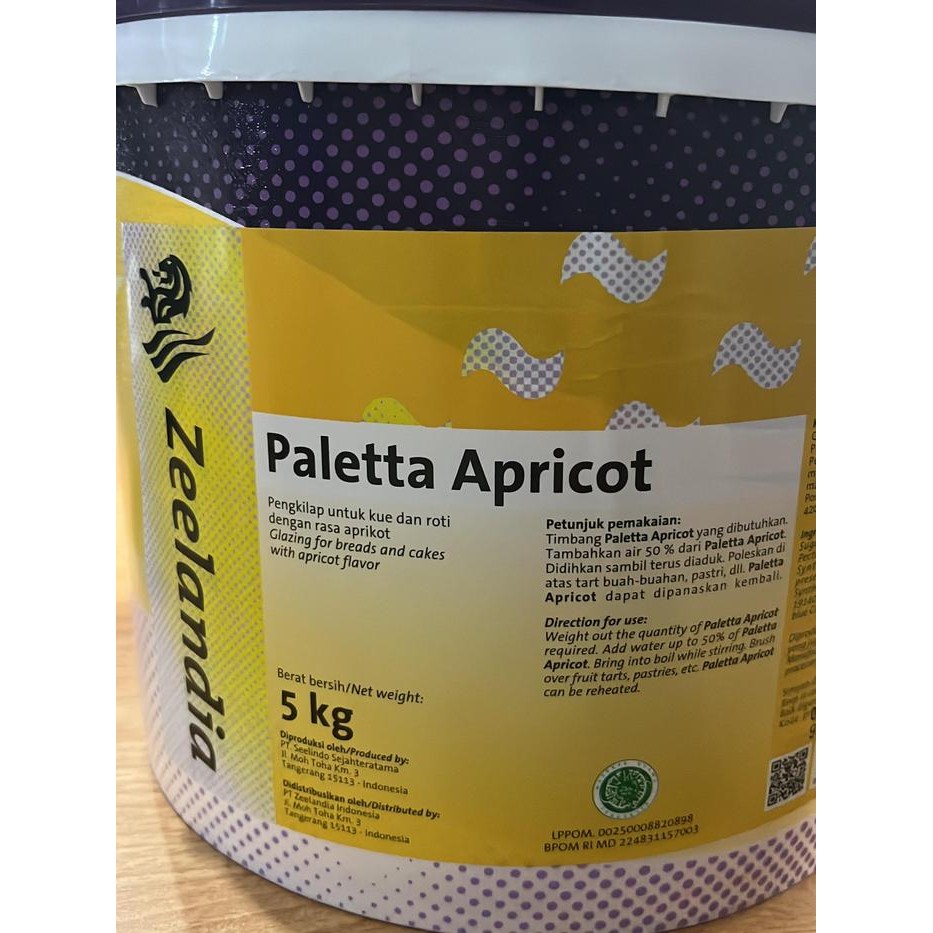 Zeelandia
Paletta Apricot
Pengkilap untuk kue dan roti
dengan rasa aprikot
Glazing for breads and cakes
with apricot flavor
Berat bersih/Net weight:
5 kg
Diproduksi oleh/Produced by:
PT. Seelindo Sejahteratama
Jl. Moh Toha Km. 3
Tangerang 15113 - Indonesia
Didistribusikan oleh/Distributed by:
PT Zeelandia Indonesia
Jl. Moh Toha Km. 3
Tangerang 15113 - Indonesia
Petunjuk pemakaian:
Timbang Paletta Apricot yang dibutuhkan.
Tambahkan air 50 % dari Paletta Apricot.
Didihkan sambil terus diaduk. Poleskan di
atas tart buah-buahan, pastri, dll. Paletta
Apricot dapat dipanaskan kembali.
Direction for use:
Weight out the quantity of Paletta Apricot
required. Add water up to 50% of Paletta
Apricot. Bring into boil while stirring. Brush
over fruit tarts, pastries, etc. Paletta Apricot
can be reheated.
LPPOM. 00250008820898
BPOM RI MD 224831157003